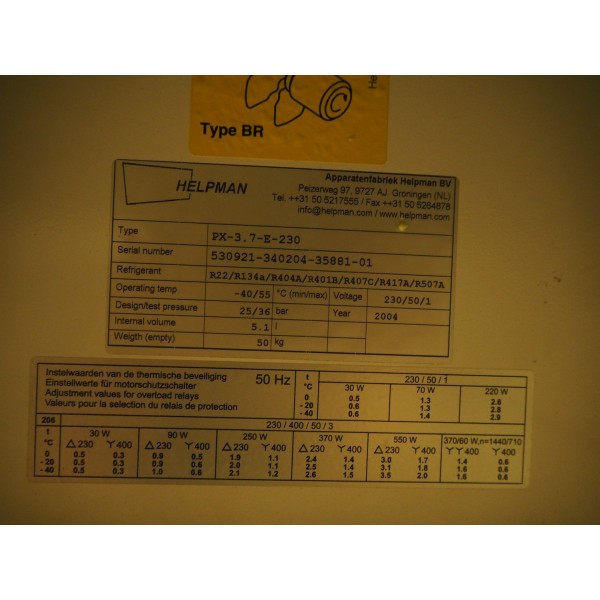 Type BR
He
HELPMAN
Apparatenfabriek Helpman BV
Peizerweg 97, 9727 AJ Groningen (NL)
Tel. ++31 50 5217555 / Fax ++31 50 5264878
info@helpman.com / www.helpman.com
Type PX-3.7-E-230
Serial number 530921-340204-35881-01
Refrigerant R22/R134a/R404A/R401B/R407C/R417A/R507A
Operating temp -40/55 °C (min/max) Voltage 230/50/1
Design/test pressure 25/36 bar Year 2004
Internal volume 5.1 l
Weigth (empty) 50 kg
Instelwaarden van de thermische beveiliging
Einstellwerte für motorschutzschalter
Adjustment values for overload relays
Valeurs pour la selection du relais de protection
50 Hz
t 230 / 50 / 1
°C 30 W 70 W 220 W
0 0.5 1.3 2.6
- 20 0.6 1.3 2.8
- 40 0.6 1.4 2.9
206 230 / 400 / 50 / 3
t 30 W 90 W 250 W 370 W 550 W 370/60 W,n=1440/710
°C △ 230 Y 400 △ 230 Y 400 △ 230 Y 400 △ 230 Y 400 △ 230 Y 400 Y Y 400 Y 400
0 0.5 0.3 0.9 0.5 1.9 1.1 2.4 1.4 3.0 1.7 1.4 0.6
- 20 0.5 0.3 0.9 0.6 2.0 1.1 2.5 1.4 3.1 1.8 1.6 0.6
- 40 0.5 0.3 1.0 0.6 2.1 1.2 2.6 1.5 3.5 2.0 1.6 0.6